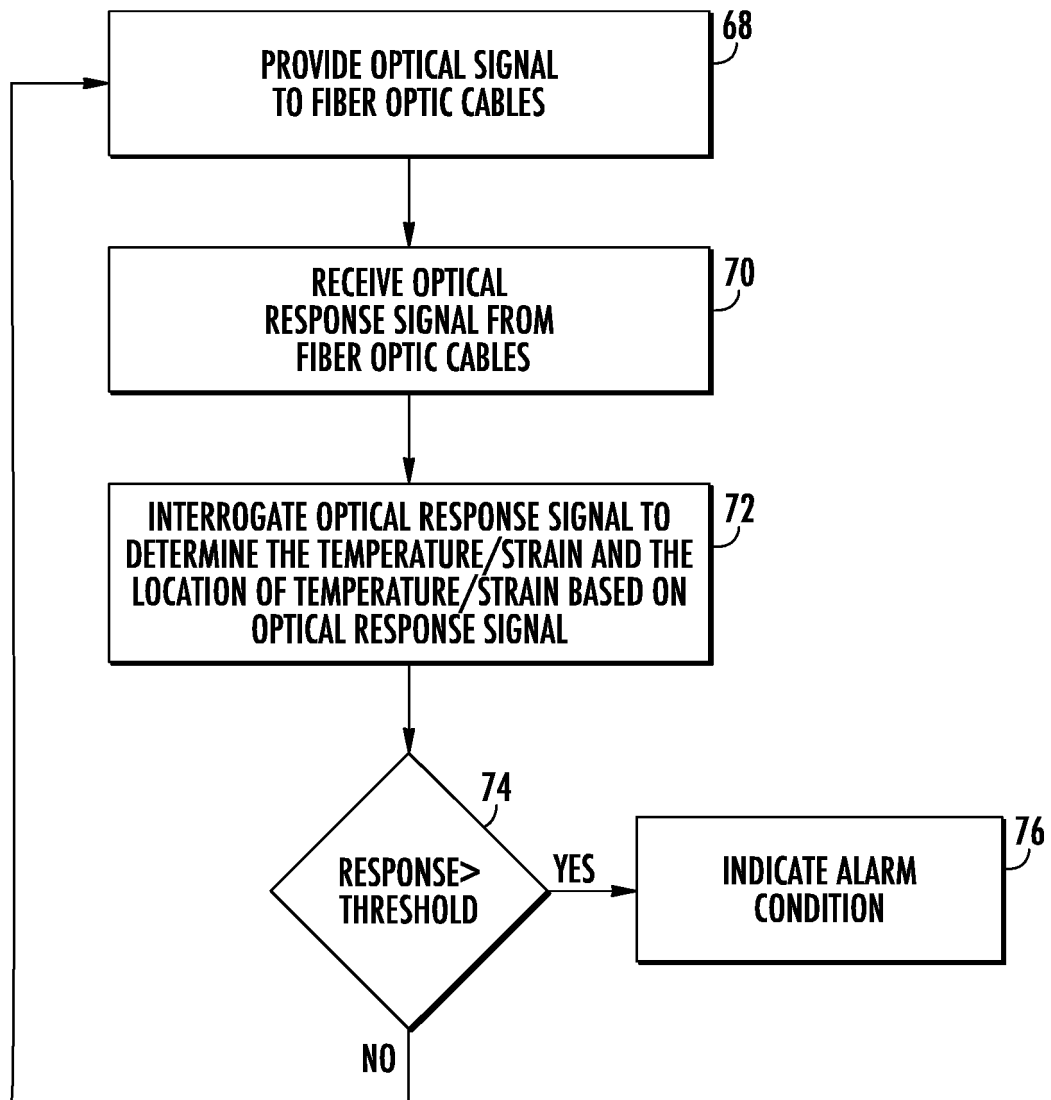 68
PROVIDE OPTICAL SIGNAL
TO FIBER OPTIC CABLES
70
RECEIVE OPTICAL
RESPONSE SIGNAL FROM
FIBER OPTIC CABLES
72
INTERROGATE OPTICAL RESPONSE SIGNAL TO
DETERMINE THE TEMPERATURE/STRAIN AND THE
LOCATION OF TEMPERATURE/STRAIN BASED ON
OPTICAL RESPONSE SIGNAL
74
RESPONSE>
THRESHOLD
YES
76
INDICATE ALARM
CONDITION
NO